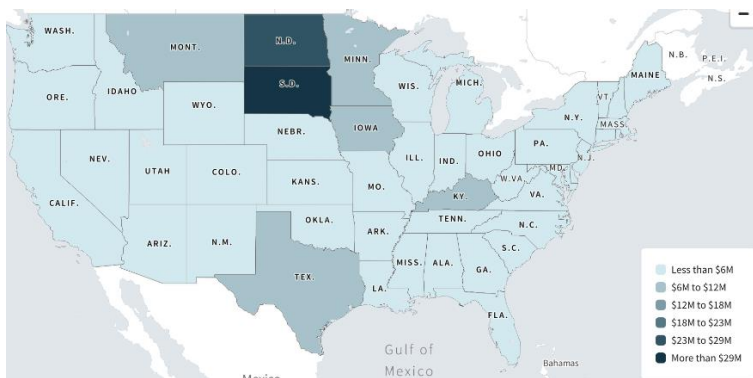 WASH.
MONT.
N.D.
MINN.
WIS.
MICH.
MAINE
N.B.
P.E.I.
N.S.
ORE.
IDAHO
S.D.
WYO.
IOWA
N.Y.
VT.
MASS.
NEBR.
NEV.
UTAH
COLO.
ILL.
IND.
OHIO
PA.
N.J.
MD.
CALIF.
KANS.
MO.
KY.
W.VA.
VA.
ARIZ.
N.M.
OKLA.
ARK.
TENN.
N.C.
S.C.
TEX.
LA.
MISS.
ALA.
GA.
FLA.
Gulf of
Mexico
Mexico
Bahamas
Less than $6M
$6M to $12M
$12M to $18M
$18M to $23M
$23M to $29M
More than $29M